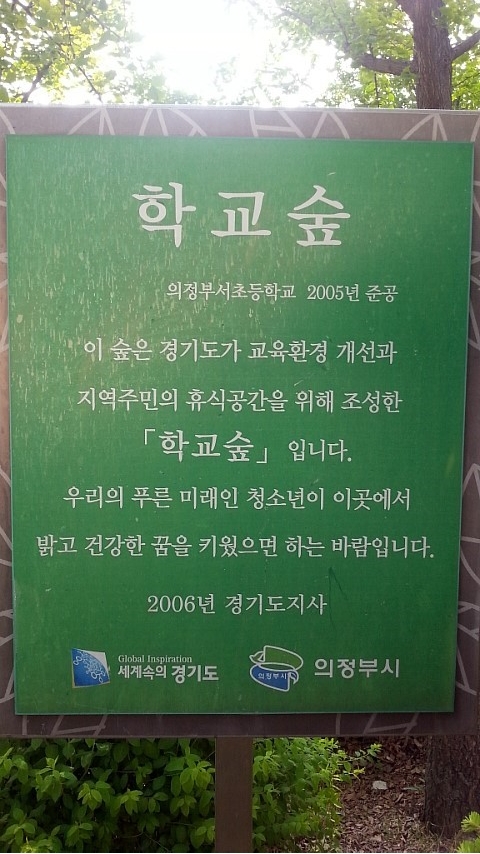 학교숲
의정부서초등학교 2005년 준공
이 숲은 경기도가 교육환경 개선과
지역주민의 휴식공간을 위해 조성한
「학교숲」 입니다.
우리의 푸른 미래인 청소년이 이곳에서
밝고 건강한 꿈을 키웠으면 하는 바람입니다.
2006년 경기도지사
Global Inspiration
세계속의 경기도
의정부시
의정부시